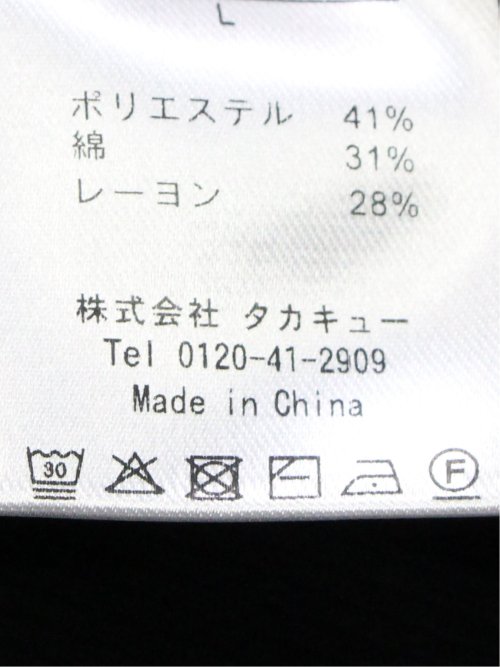 L
ポリエステル 41%
綿 31%
レーヨン 28%
株式会社 タカキュー
Tel 0120-41-2909
Made in China
30
F